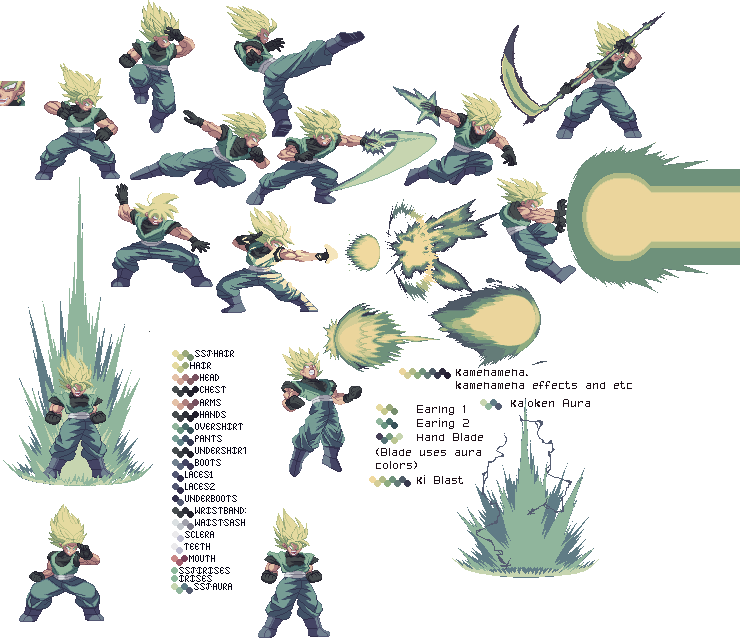 SSJHAIR
HAIR
HEAD
CHEST
ARMS
HANDS
OVERSHIRT
PANTS
UNDERSHIRT
BOOTS
LACES1
LACES2
UNDERBOOTS
WRISTBAND:
WAISTSASH
SCLERA
TEETH
MOUTH
SSJIRISES
IRISES
SSJAURA
Kamehameha.
kamehameha effects and etc
Earing 1
Kaioken Aura
Earing 2
Hand Blade
(Blade uses aura
colors)
Ki Blast